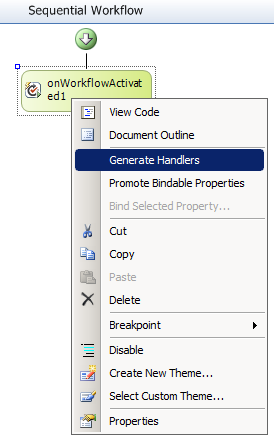 Sequential Workflow
onWorkflowActivat
ed1
View Code
Document Outline
Generate Handlers
Promote Bindable Properties
Bind Selected Property...
Cut
Copy
Paste
Delete
Breakpoint
Disable
Create New Theme...
Select Custom Theme...
Properties